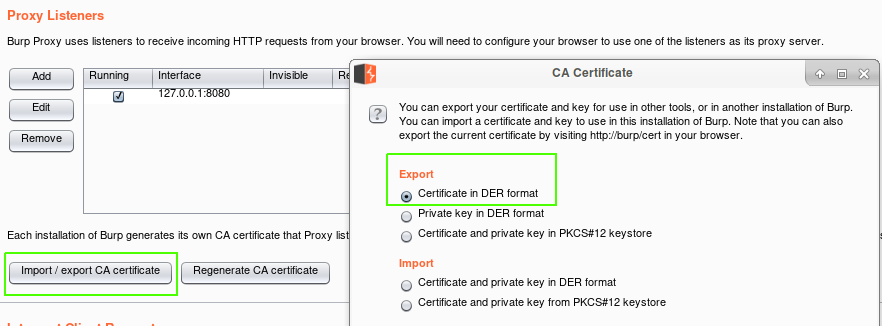 Proxy Listeners
Burp Proxy uses listeners to receive incoming HTTP requests from your browser. You will need to configure your browser to use one of the listeners as its proxy server.
Add
Running Interface Invisible
127.0.0.1:8080
Edit
Remove
CA Certificate
?
You can export your certificate and key for use in other tools, or in another installation of Burp.
You can import a certificate and key to use in this installation of Burp. Note that you can also
export the current certificate by visiting http://burp/cert in your browser.
Export
Certificate in DER format
Private key in DER format
Certificate and private key in PKCS#12 keystore
Import
Certificate and private key in DER format
Certificate and private key from PKCS#12 keystore
Each installation of Burp generates its own CA certificate that Proxy list
Import / export CA certificate
Regenerate CA certificate